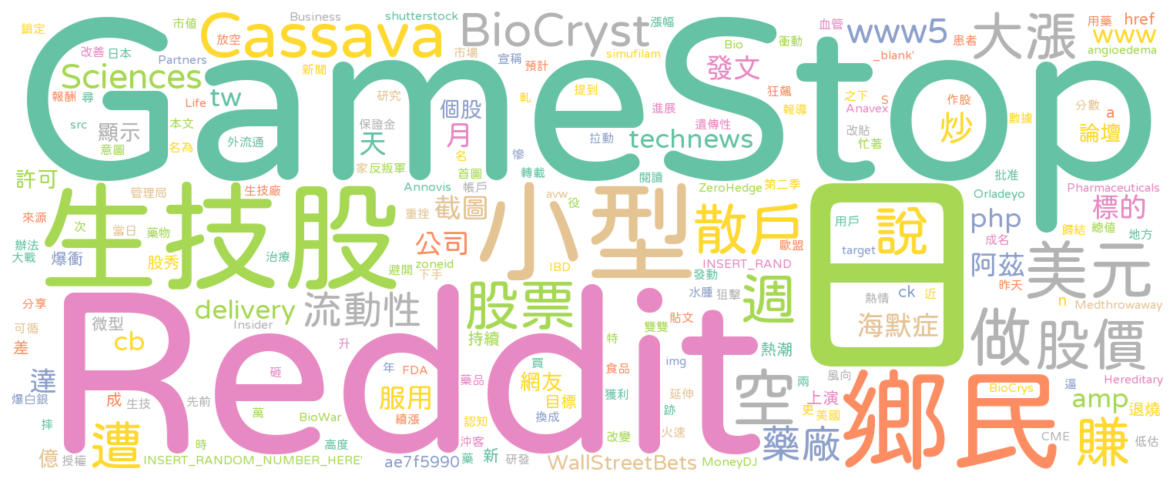 GameStop
Reddit
生技股
小型
日
鄉民
Cassava
BioCryst
大漲
www5
www
href
用藥
患者
angioedema
_blank'
血管
衝動
漲幅
Bio
simufilam
宣稱
預計
市場
shutterstock
Business
市值
放空
鎖定
改善
日本
Partners
新聞
Sciences
發文
狂飆
報酬
尋
Life
tw
src
本文
顯示
意圖
名為
外流通
研究
保證金
天
個股
月
軋
提到
進展
遺傳性
拉動
technews
報導
Anavex
S
之下
作股
炒
數據
分數
a
論壇
改貼
忙著
許可
管理局
生技廠
家
反叛軍
名
慘
首圖
轉載
閱讀
Annovis
帳戶
avw
役
ZeroHedge
第二季
批准
Orladeyo
Pharmaceuticals
標的
來源
次
當日
藥物
重挫
截圖
散戶
用戶
說
php
歸結
總值
成名
地方
辦法
大戰
爆衝
股秀
治療
公司
避開
下手
zoneid
IBD
歐盟
INSERT_RAND
發動
target
阿茲
昨天
美元
分享
delivery
流動性
股票
水腫
狙擊
週
熱情
ck
近
n
Medthrowaway
可循
微型
Insider
持續
特
雙雙
貼文
海默症
做
股價
差
cb
升
熱潮
達
爆白銀
成
生技
先前
砸
年
FDA
藥品
買
網友
食品
img
空
兩
風向
BioCrys
逼
Hereditary
服用
目標
獲利
延伸
上演
史
美國
amp
退燒
摔
遭
萬
BioWar
續漲
認知
換成
跡
時
高度
沖客
改變
火速
藥廠
CME
賺
低估
億
授權
INSERT_RANDOM_NUMBER_HERE'
ae7f5990
藥
新
研發
WallStreetBets
MoneyDJ